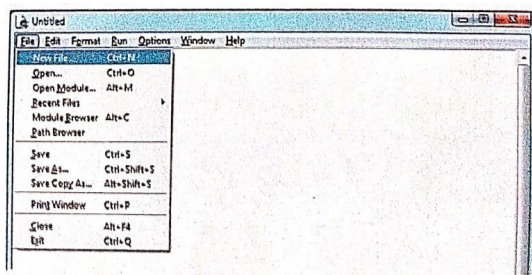 Untitled
File Edit Format Run Options Window Help
New File... Ctrl+N
Open... Ctrl+O
Open Module... Alt+M
Recent Files
Module Browser Alt+C
Path Browser
Save Ctrl+S
Save As... Ctrl+Shift+S
Save Copy As... Alt+Shift+S
Print Window Ctrl+P
Close Alt+F4
Exit Ctrl+Q